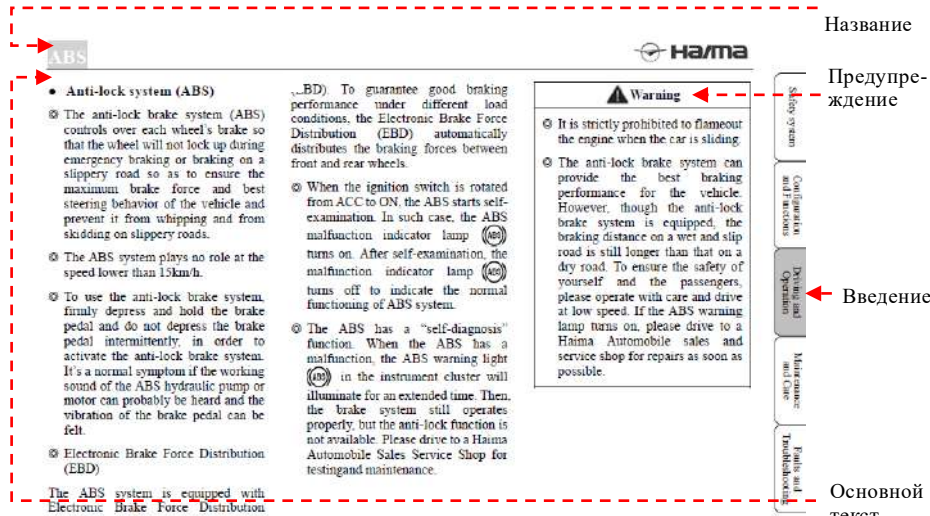 Название
ABS
Haima
Предупре-
ждение
• Anti-lock system (ABS)
The anti-lock brake system (ABS)
controls over each wheel's brake so
that the wheel will not lock up during
emergency braking or braking on a
slippery road so as to ensure the
maximum brake force and best
steering behavior of the vehicle and
prevent it from whipping and from
skidding on slippery roads.
The ABS system plays no role at the
speed lower than 15km/h.
To use the anti-lock brake system,
firmly depress and hold the brake
pedal and do not depress the brake
pedal intermittently, in order to
activate the anti-lock brake system.
It's a normal symptom if the working
sound of the ABS hydraulic pump or
motor can probably be heard and the
vibration of the brake pedal can be
felt.
Electronic Brake Force Distribution
(EBD)
The ABS system is equipped with
Electronic Brake Force Distribution
BD). To guarantee good braking
performance under different load
conditions, the Electronic Brake Force
Distribution (EBD) automatically
distributes the braking forces between
front and rear wheels.
When the ignition switch is rotated
from ACC to ON, the ABS starts self-
examination. In such case, the ABS
malfunction indicator lamp (ABS)
turns on. After self-examination, the
malfunction indicator lamp (ABS)
turns off to indicate the normal
functioning of ABS system.
The ABS has a "self-diagnosis"
function. When the ABS has a
malfunction, the ABS warning light
(ABS) in the instrument cluster will
illuminate for an extended time. Then,
the brake system still operates
properly, but the anti-lock function is
not available. Please drive to a Haima
Automobile Sales Service Shop for
testingand maintenance.
Warning
It is strictly prohibited to flameout
the engine when the car is sliding.
The anti-lock brake system can
provide the best braking
performance for the vehicle.
However, though the anti-lock
brake system is equipped, the
braking distance on a wet and slip
road is still longer than that on a
dry road. To ensure the safety of
yourself and the passengers,
please operate with care and drive
at low speed. If the ABS warning
lamp turns on, please drive to a
Haima Automobile sales and
service shop for repairs as soon as
possible.
Safety system
Configuration
and Functions
Driving and
Operation
Maintenance
and Care
Faults and
Troubleshooting
Введение
Основной
текст